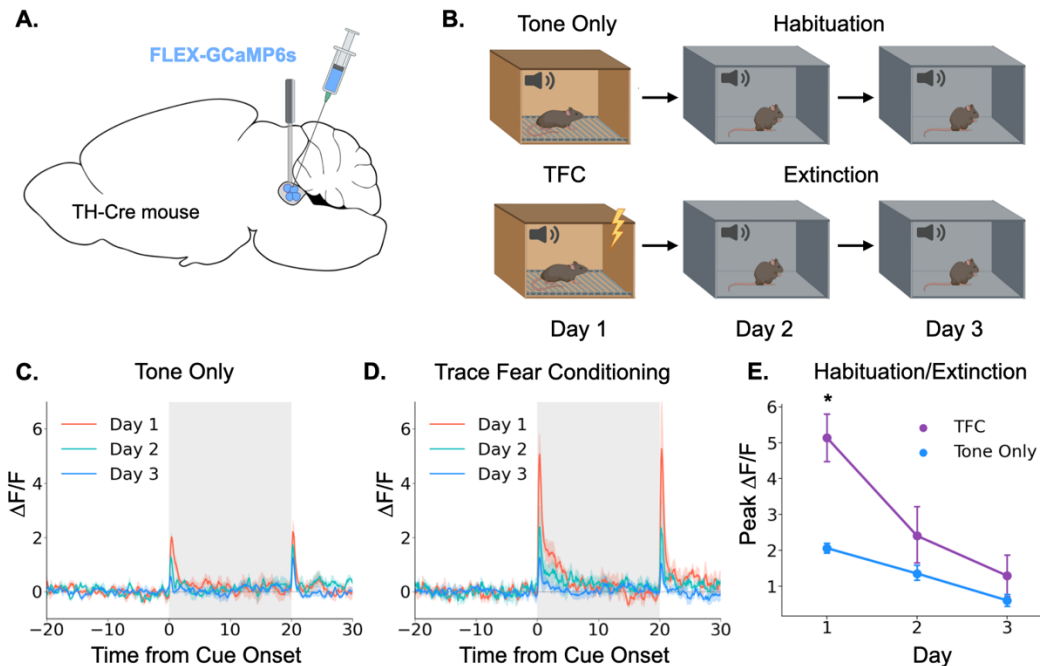 A.
FLEX-GCaMP6s
TH-Cre mouse
B.
Tone Only
Habituation
TFC
Extinction
Day 1
Day 2
Day 3
C.
Tone Only
Day 1
Day 2
Day 3
ΔF/F
6
4
2
0
−20
−10
0
10
20
30
Time from Cue Onset
D.
Trace Fear Conditioning
Day 1
Day 2
Day 3
ΔF/F
6
4
2
0
−20
−10
0
10
20
30
Time from Cue Onset
E.
Habituation/Extinction
*
TFC
Tone Only
Peak ΔF/F
6
5
4
3
2
1
1
2
3
Day